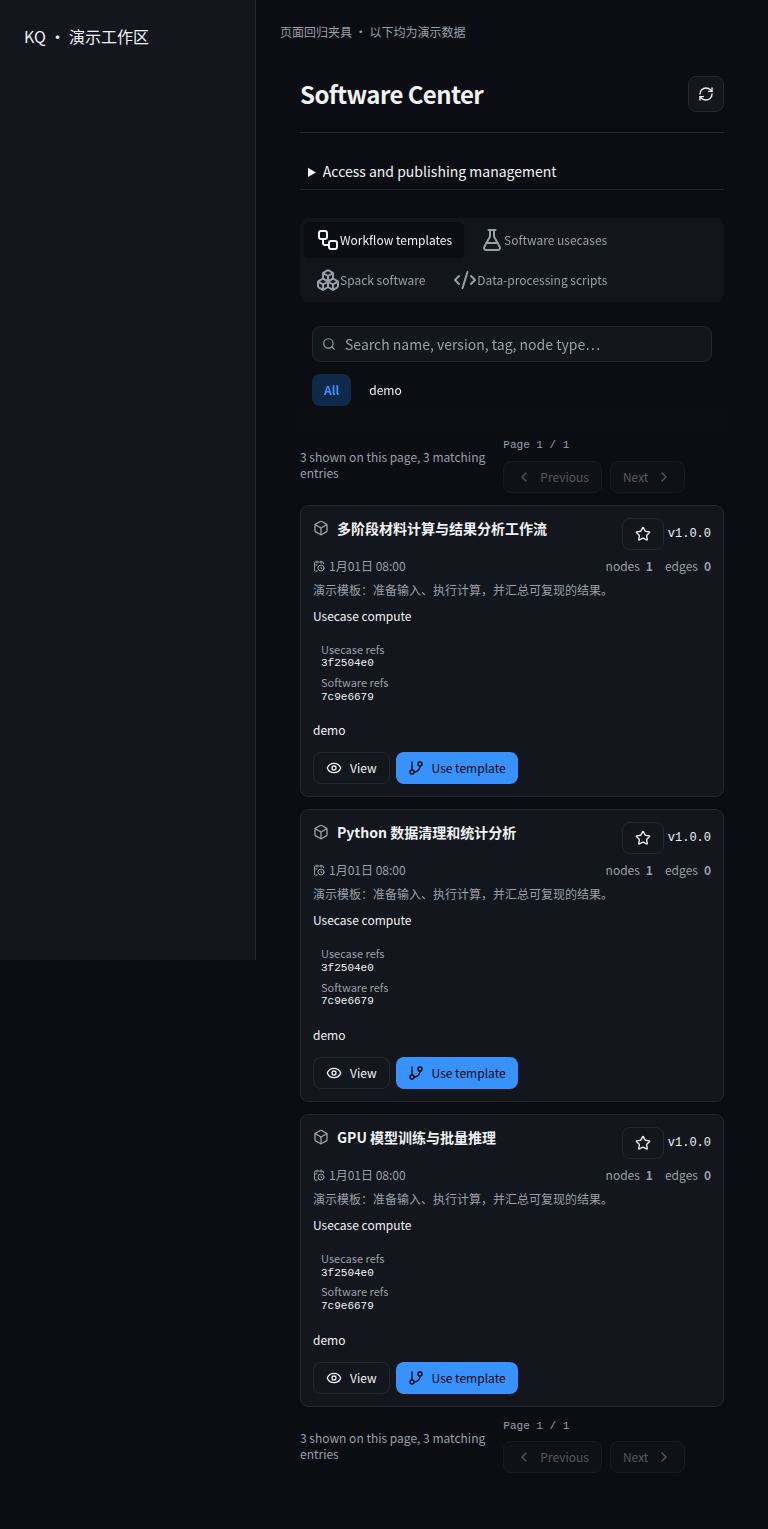 KQ · 演示工作区
页面回归夹具 · 以下均为演示数据
Software Center
Access and publishing management
Workflow templates
Software usecases
Spack software
Data-processing scripts
Search name, version, tag, node type…
All
demo
3 shown on this page, 3 matching
entries
Page 1 / 1
Previous
Next
多阶段材料计算与结果分析工作流
v1.0.0
1月01日 08:00
nodes 1 edges 0
演示模板：准备输入、执行计算，并汇总可复现的结果。
Usecase compute
Usecase refs
3f2504e0
Software refs
7c9e6679
demo
View
Use template
Python 数据清理和统计分析
v1.0.0
1月01日 08:00
nodes 1 edges 0
演示模板：准备输入、执行计算，并汇总可复现的结果。
Usecase compute
Usecase refs
3f2504e0
Software refs
7c9e6679
demo
View
Use template
GPU 模型训练与批量推理
v1.0.0
1月01日 08:00
nodes 1 edges 0
演示模板：准备输入、执行计算，并汇总可复现的结果。
Usecase compute
Usecase refs
3f2504e0
Software refs
7c9e6679
demo
View
Use template
3 shown on this page, 3 matching
entries
Page 1 / 1
Previous
Next